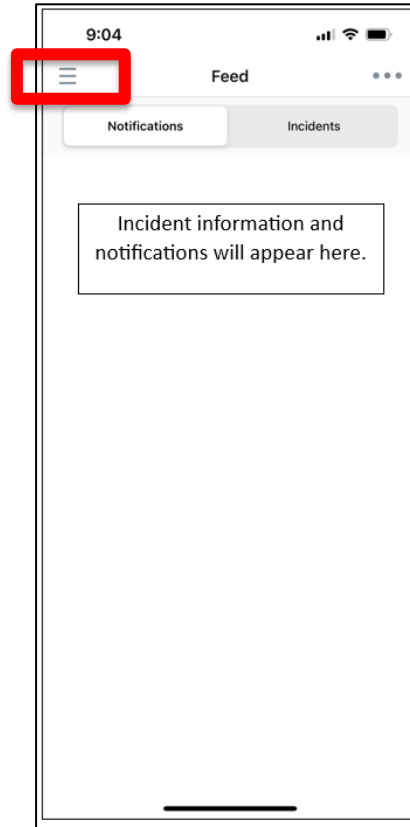 9:04
Feed
Notifications Incidents
Incident information and
notifications will appear here.